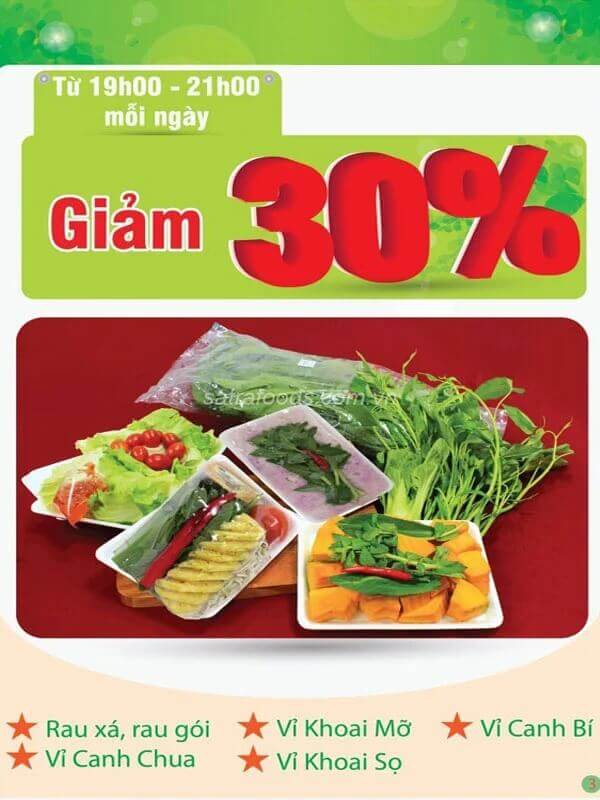 Từ 19h00 - 21h00
mỗi ngày
Giảm 30%
satrafoods.com.vn
Rau xá, rau gói
Vỉ Khoai Mỡ
Vỉ Canh Bí
Vỉ Canh Chua
Vỉ Khoai Sọ
3